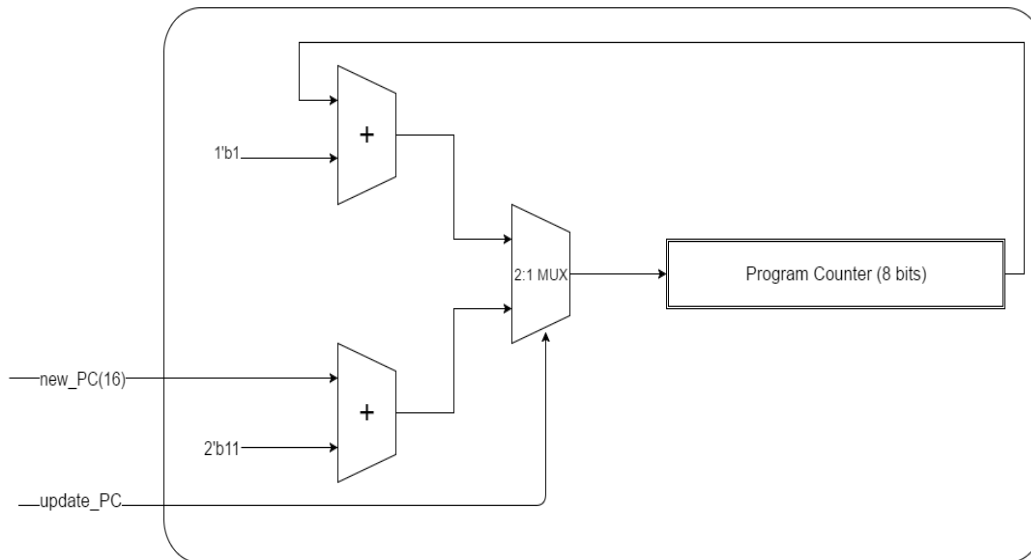 +
1'b1
2:1 MUX
Program Counter (8 bits)
new_PC(16)
+
2'b11
update_PC